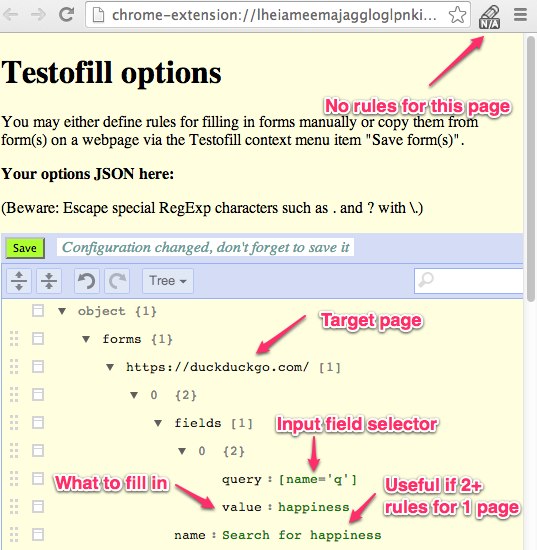 chrome-extension://lheiameemajaggloglpnki...
N/A
Testofill options
No rules for this page
You may either define rules for filling in forms manually or copy them from
form(s) on a webpage via the Testofill context menu item "Save form(s)".
Your options JSON here:
(Beware: Escape special RegExp characters such as . and ? with \.)
Save
Configuration changed, don't forget to save it
Tree
object {1}
Target page
forms {1}
https://duckduckgo.com/ [1]
0 {2}
fields [1]
Input field selector
0 {2}
query : [name='q']
What to fill in
Useful if 2+
rules for 1 page
value : happiness
name : Search for happiness